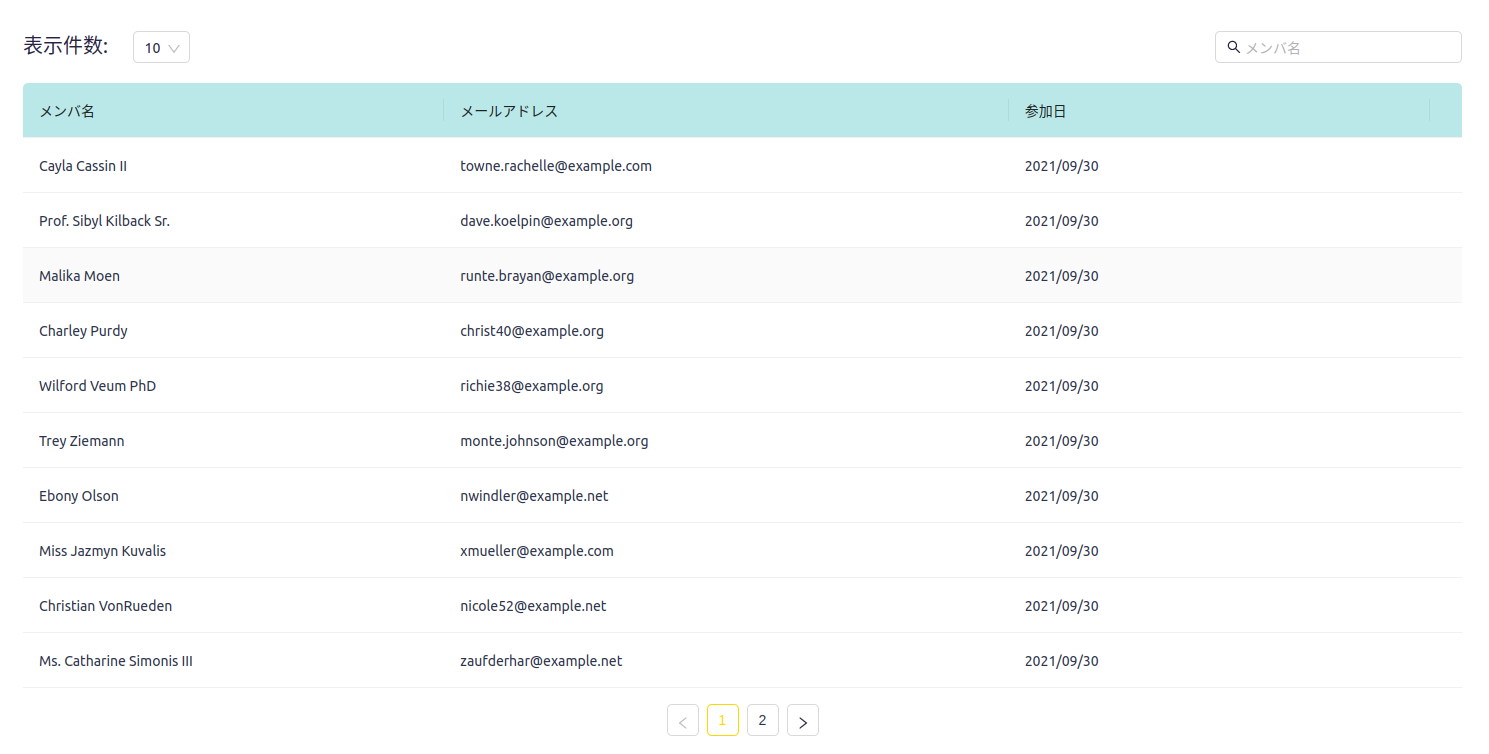 表示件数: 10 メンバ名
メンバ名 メールアドレス 参加日
Cayla Cassin II towne.rachelle@example.com 2021/09/30
Prof. Sibyl Kilback Sr. dave.koelpin@example.org 2021/09/30
Malika Moen runte.brayan@example.org 2021/09/30
Charley Purdy christ40@example.org 2021/09/30
Wilford Veum PhD richie38@example.org 2021/09/30
Trey Ziemann monte.johnson@example.org 2021/09/30
Ebony Olson nwindler@example.net 2021/09/30
Miss Jazmyn Kuvalis xmueller@example.com 2021/09/30
Christian VonRueden nicole52@example.net 2021/09/30
Ms. Catharine Simonis III zaufderhar@example.net 2021/09/30
< 1 2 >